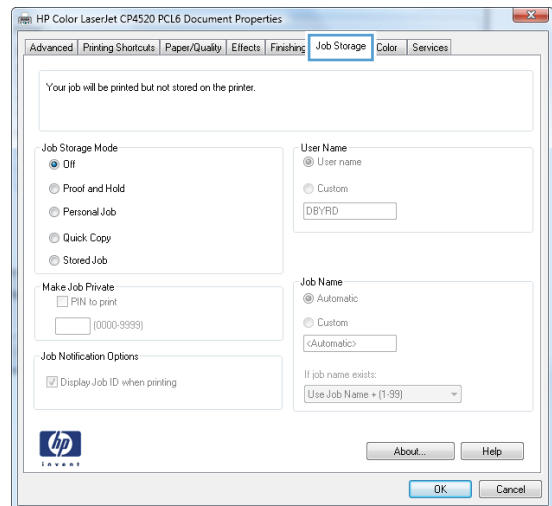 HP Color LaserJet CP4520 PCL6 Document Properties
Advanced Printing Shortcuts Paper/Quality Effects Finishing Job Storage Color Services
Your job will be printed but not stored on the printer.
Job Storage Mode
Off
Proof and Hold
Personal Job
Quick Copy
Stored Job
User Name
User name
Custom
DBYRD
Make Job Private
PIN to print
(0000-9999)
Job Notification Options
Display Job ID when printing
Job Name
Automatic
Custom
<Automatic>
If job name exists:
Use Job Name + (1-99)
hp
invent
About... Help
OK Cancel